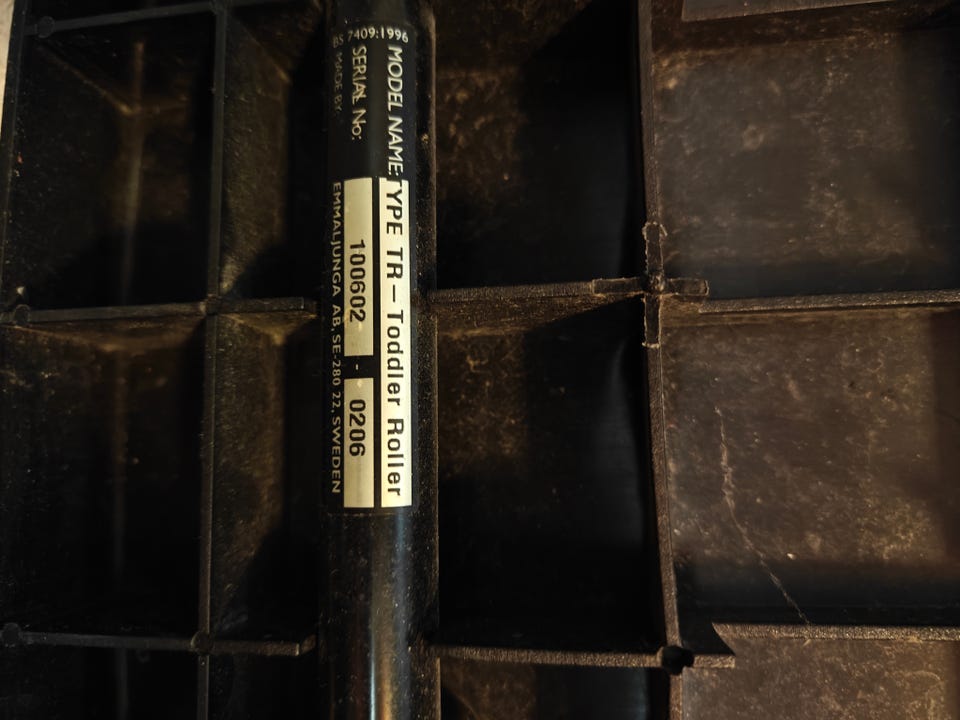 BS 7409:1996
MODEL NAME: TYPE TR-Toddler Roller
SERIAL No: 100602 - 0206
MADE BY: EMMALJUNGA AB, SE-280 22, SWEDEN